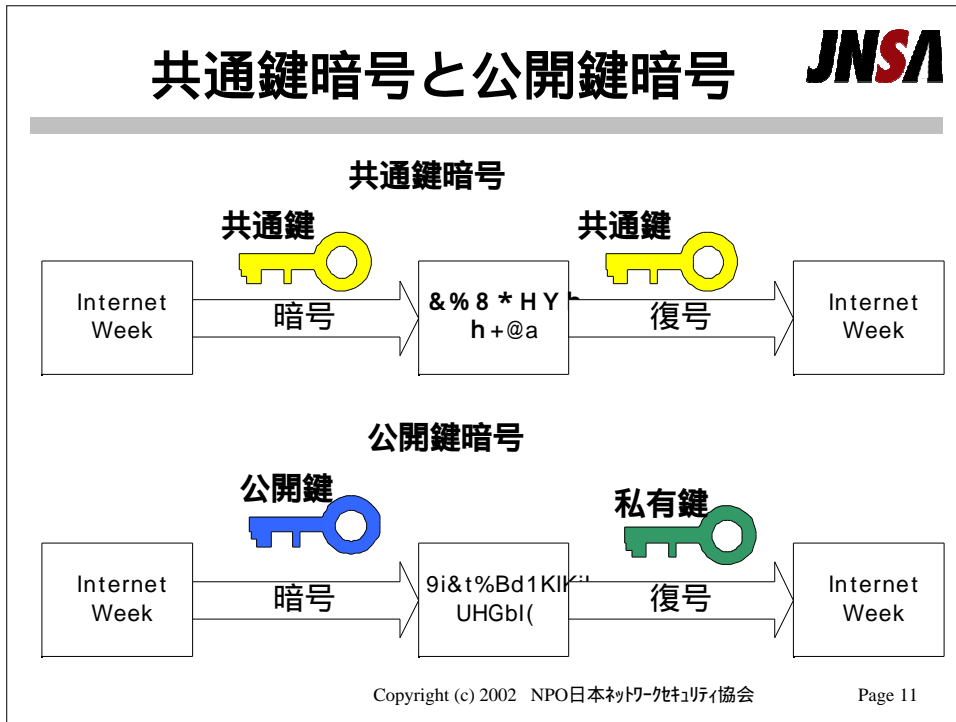 共通鍵暗号と公開鍵暗号
JNSA
共通鍵暗号
共通鍵
共通鍵
Internet
Week
暗号
&%8*HY
h+@a
復号
Internet
Week
公開鍵暗号
公開鍵
私有鍵
Internet
Week
暗号
9i&t%Bd1KlK
UHGbI(
復号
Internet
Week
Copyright (c) 2002 NPO日本ネットワークセキュリティ協会
Page 11